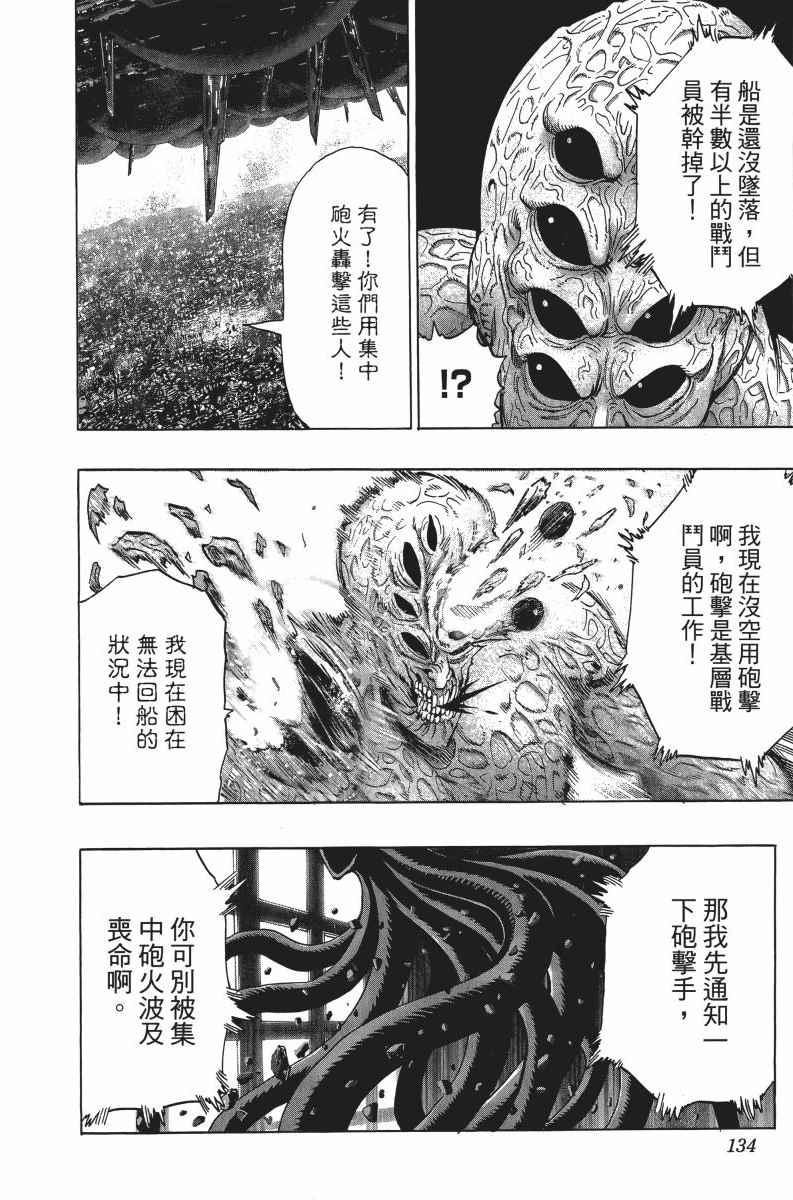 船是還沒墜落，但
有半數以上的戰鬥
員被幹掉了！
!?
有了！你們用集中
砲火轟擊這些人！
我現在沒空用砲擊
啊，砲擊是基層戰
鬥員的工作！
我現在困在
無法回船的
狀況中！
那我先通知一
下砲擊手，
你可別被集
中砲火波及
喪命啊。
134